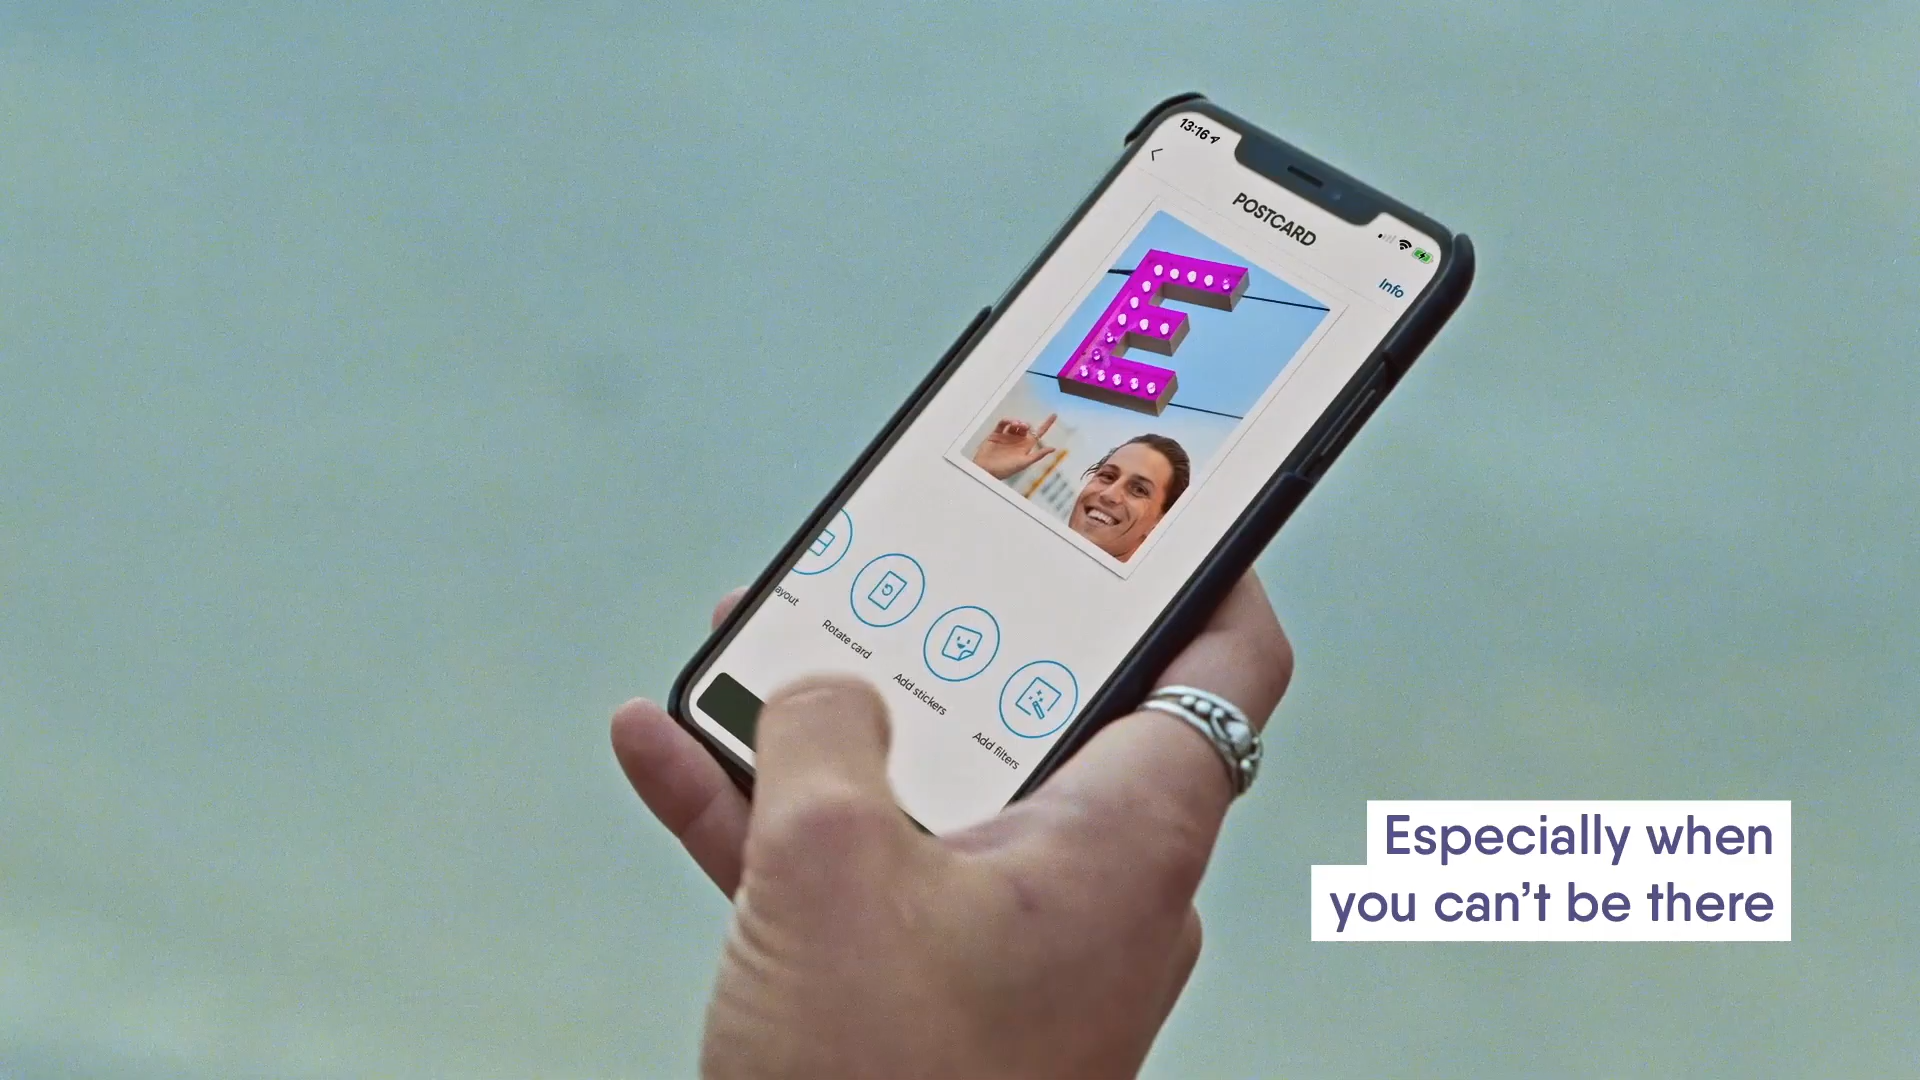 13:16
POSTCARD
Info
E
ayout
Rotate card
Add stickers
Add filters
Especially when
you can't be there